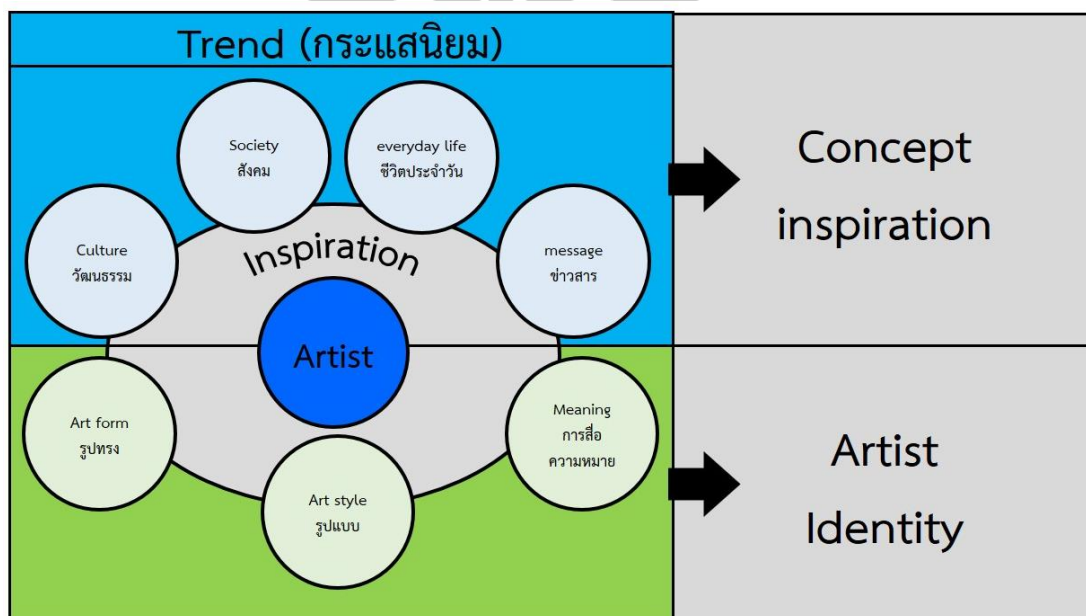 Trend (กระแสนิยม)
Society
สังคม
everyday life
ชีวิตประจำวัน
Culture
วัฒนธรรม
Inspiration
message
ข่าวสาร
Artist
Art form
รูปทรง
Art style
รูปแบบ
Meaning
การสื่อ
ความหมาย
Concept
inspiration
Artist
Identity